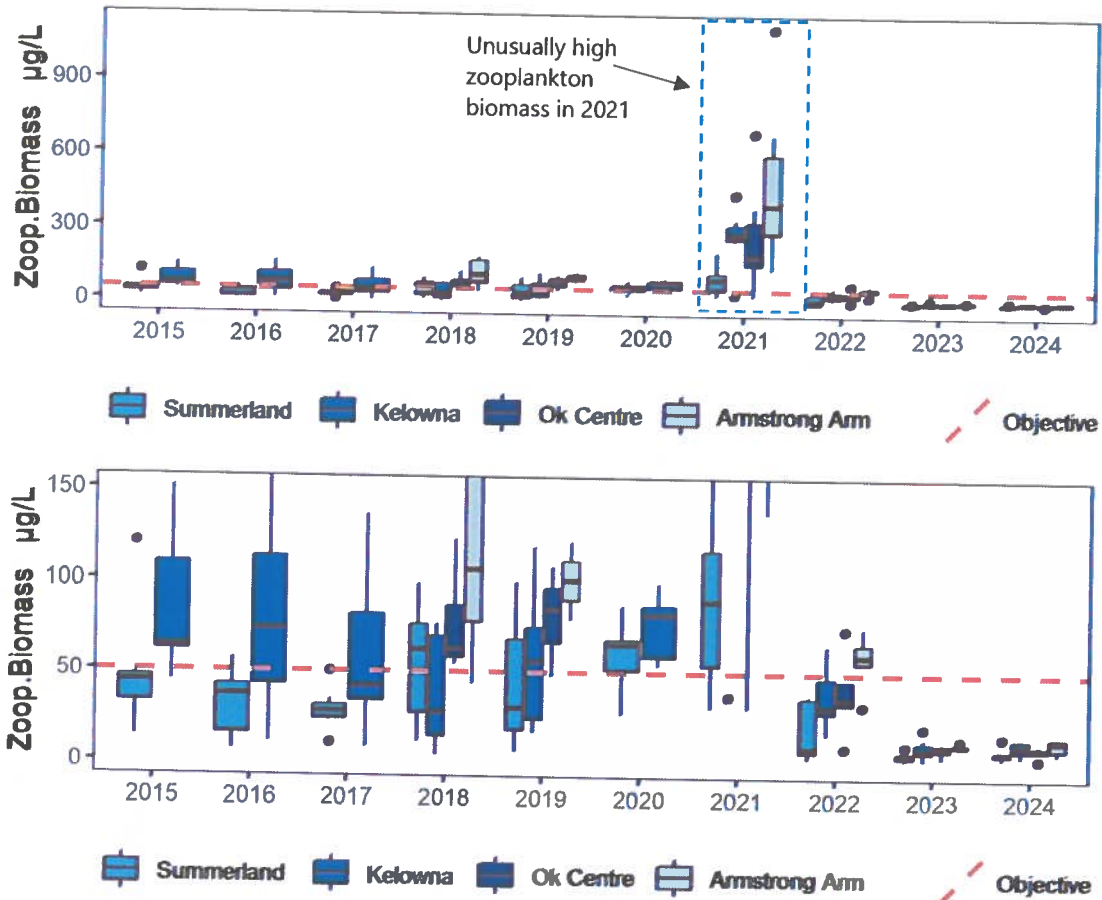 Zoop.Biomass µg/L
900
600
300
0
Unusually high
zooplankton
biomass in 2021
2015 2016 2017 2018 2019 2020 2021 2022 2023 2024
Summerland Kelowna Ok Centre Armstrong Arm Objective
Zoop.Biomass µg/L
150
100
50
0
2015 2016 2017 2018 2019 2020 2021 2022 2023 2024
Summerland Kelowna Ok Centre Armstrong Arm Objective